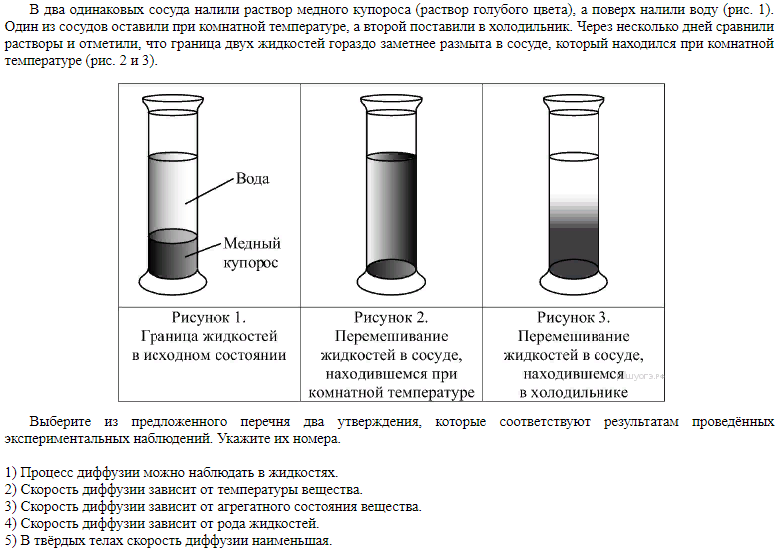 В два одинаковых сосуда налили раствор медного купороса (раствор голубого цвета), а поверх налили воду (рис. 1).
Один из сосудов оставили при комнатной температуре, а второй поставили в холодильник. Через несколько дней сравнили
растворы и отметили, что граница двух жидкостей гораздо заметнее размыта в сосуде, который находился при комнатной
температуре (рис. 2 и 3).
Вода
Медный
купорос
Рисунок 1.
Граница жидкостей
в исходном состоянии
Рисунок 2.
Перемешивание
жидкостей в сосуде,
находившемся при
комнатной температуре
Рисунок 3.
Перемешивание
жидкостей в сосуде,
находившемся
в холодильнике
Выберите из предложенного перечня два утверждения, которые соответствуют результатам проведённых
экспериментальных наблюдений. Укажите их номера.
1) Процесс диффузии можно наблюдать в жидкостях.
2) Скорость диффузии зависит от температуры вещества.
3) Скорость диффузии зависит от агрегатного состояния вещества.
4) Скорость диффузии зависит от рода жидкостей.
5) В твёрдых телах скорость диффузии наименьшая.